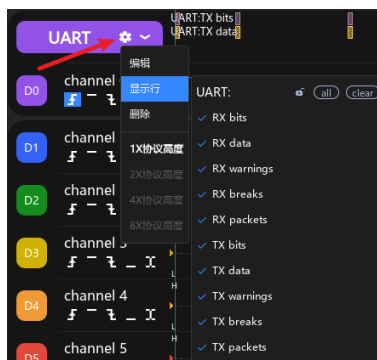 UART:TX bits
UART:TX data
UART
编辑
显示行
删除
1X协议高度
2X协议高度
4X协议高度
8X协议高度
UART:
all
clear
RX bits
RX data
RX warnings
RX breaks
RX packets
TX bits
TX data
TX warnings
TX breaks
TX packets
D0
channel
D1
channel
D2
channel
D3
channel 3
L
H
D4
channel 4
L
H
D5
channel 5